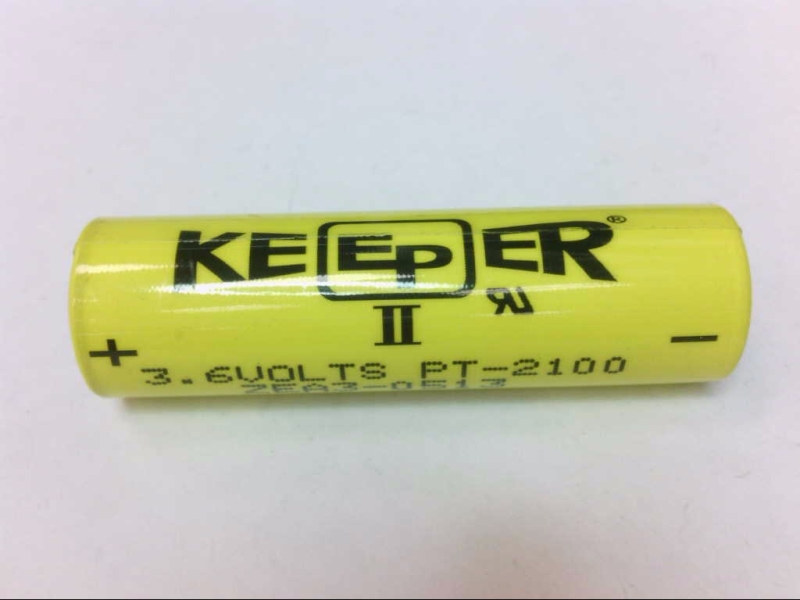 KEEPER®
II
+ −
3.6VOLTS PT-2100